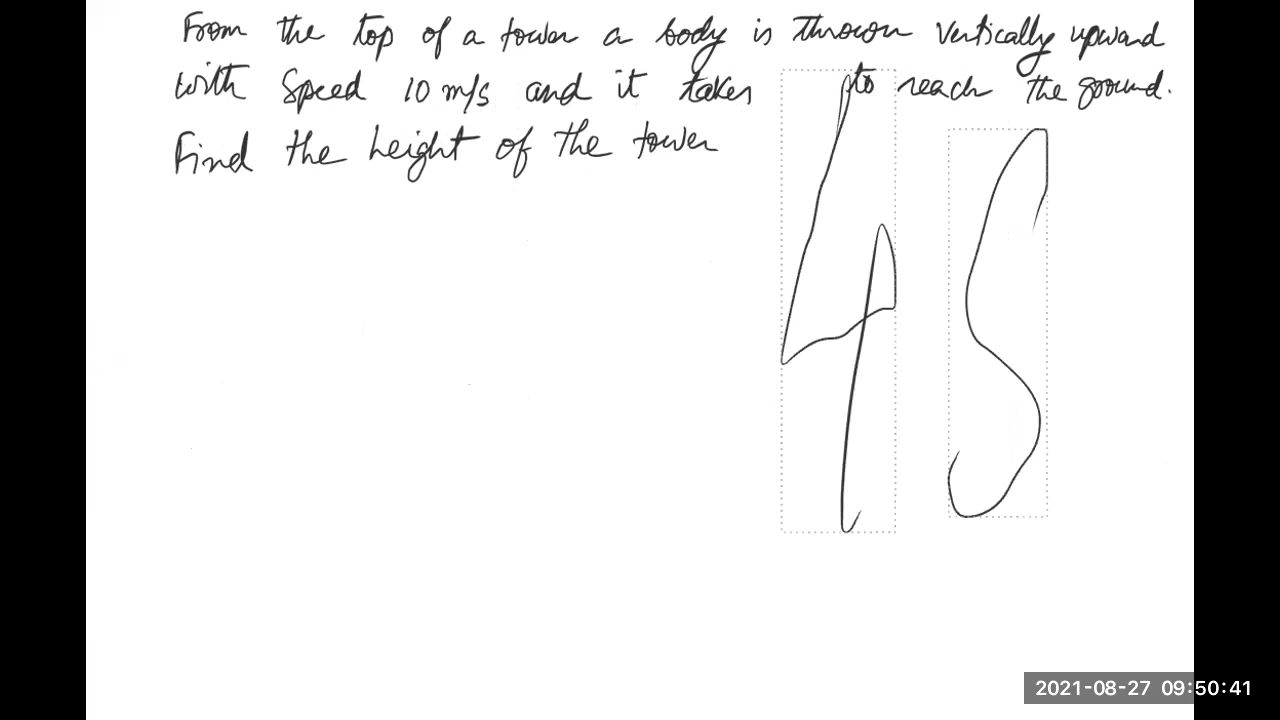 From the top of a tower a body is thrown vertically upward
with speed 10 m/s and it takes 4s to reach the ground.
Find the height of the tower
2021-08-27 09:50:41